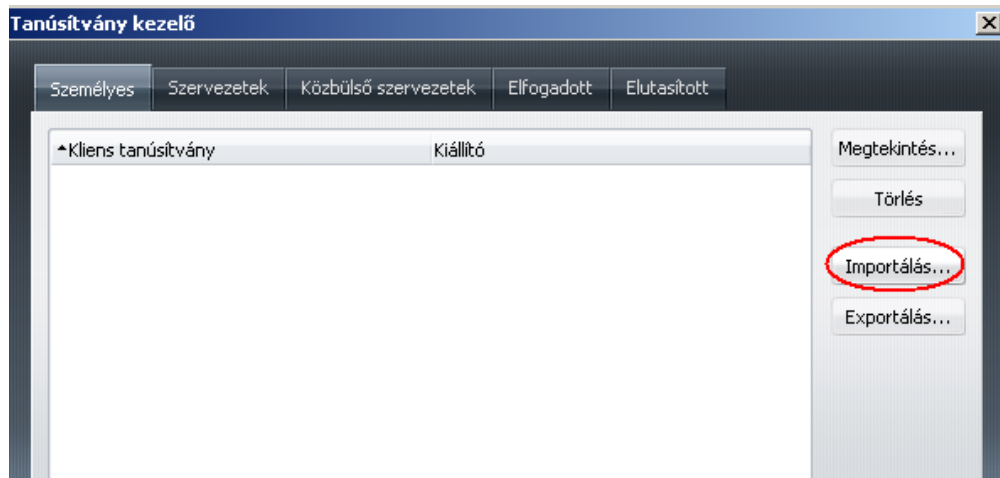 Tanúsítvány kezelő
Személyes Szervezetek Közbülső szervezetek Elfogadott Elutasított
Kliens tanúsítvány Kiállító
Megtekintés...
Törlés
Importálás...
Exportálás...